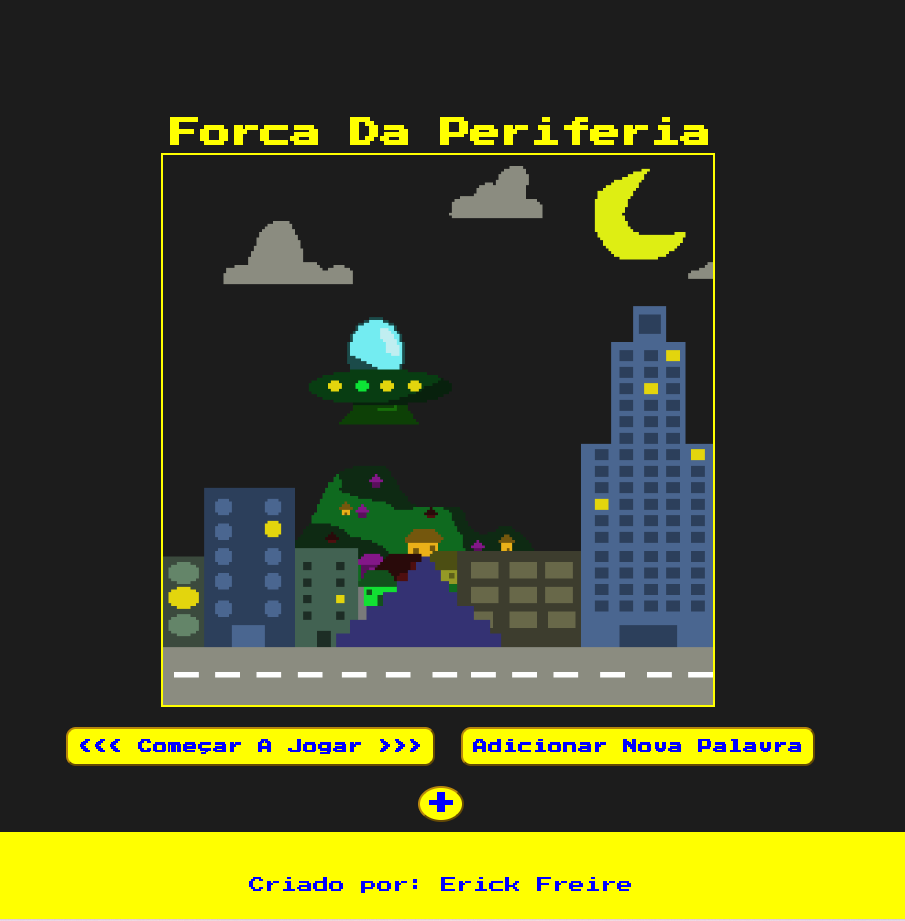 Forca Da Periferia
<<< Começar A Jogar >>>
Adicionar Nova Palavra
+
Criado por: Erick Freire